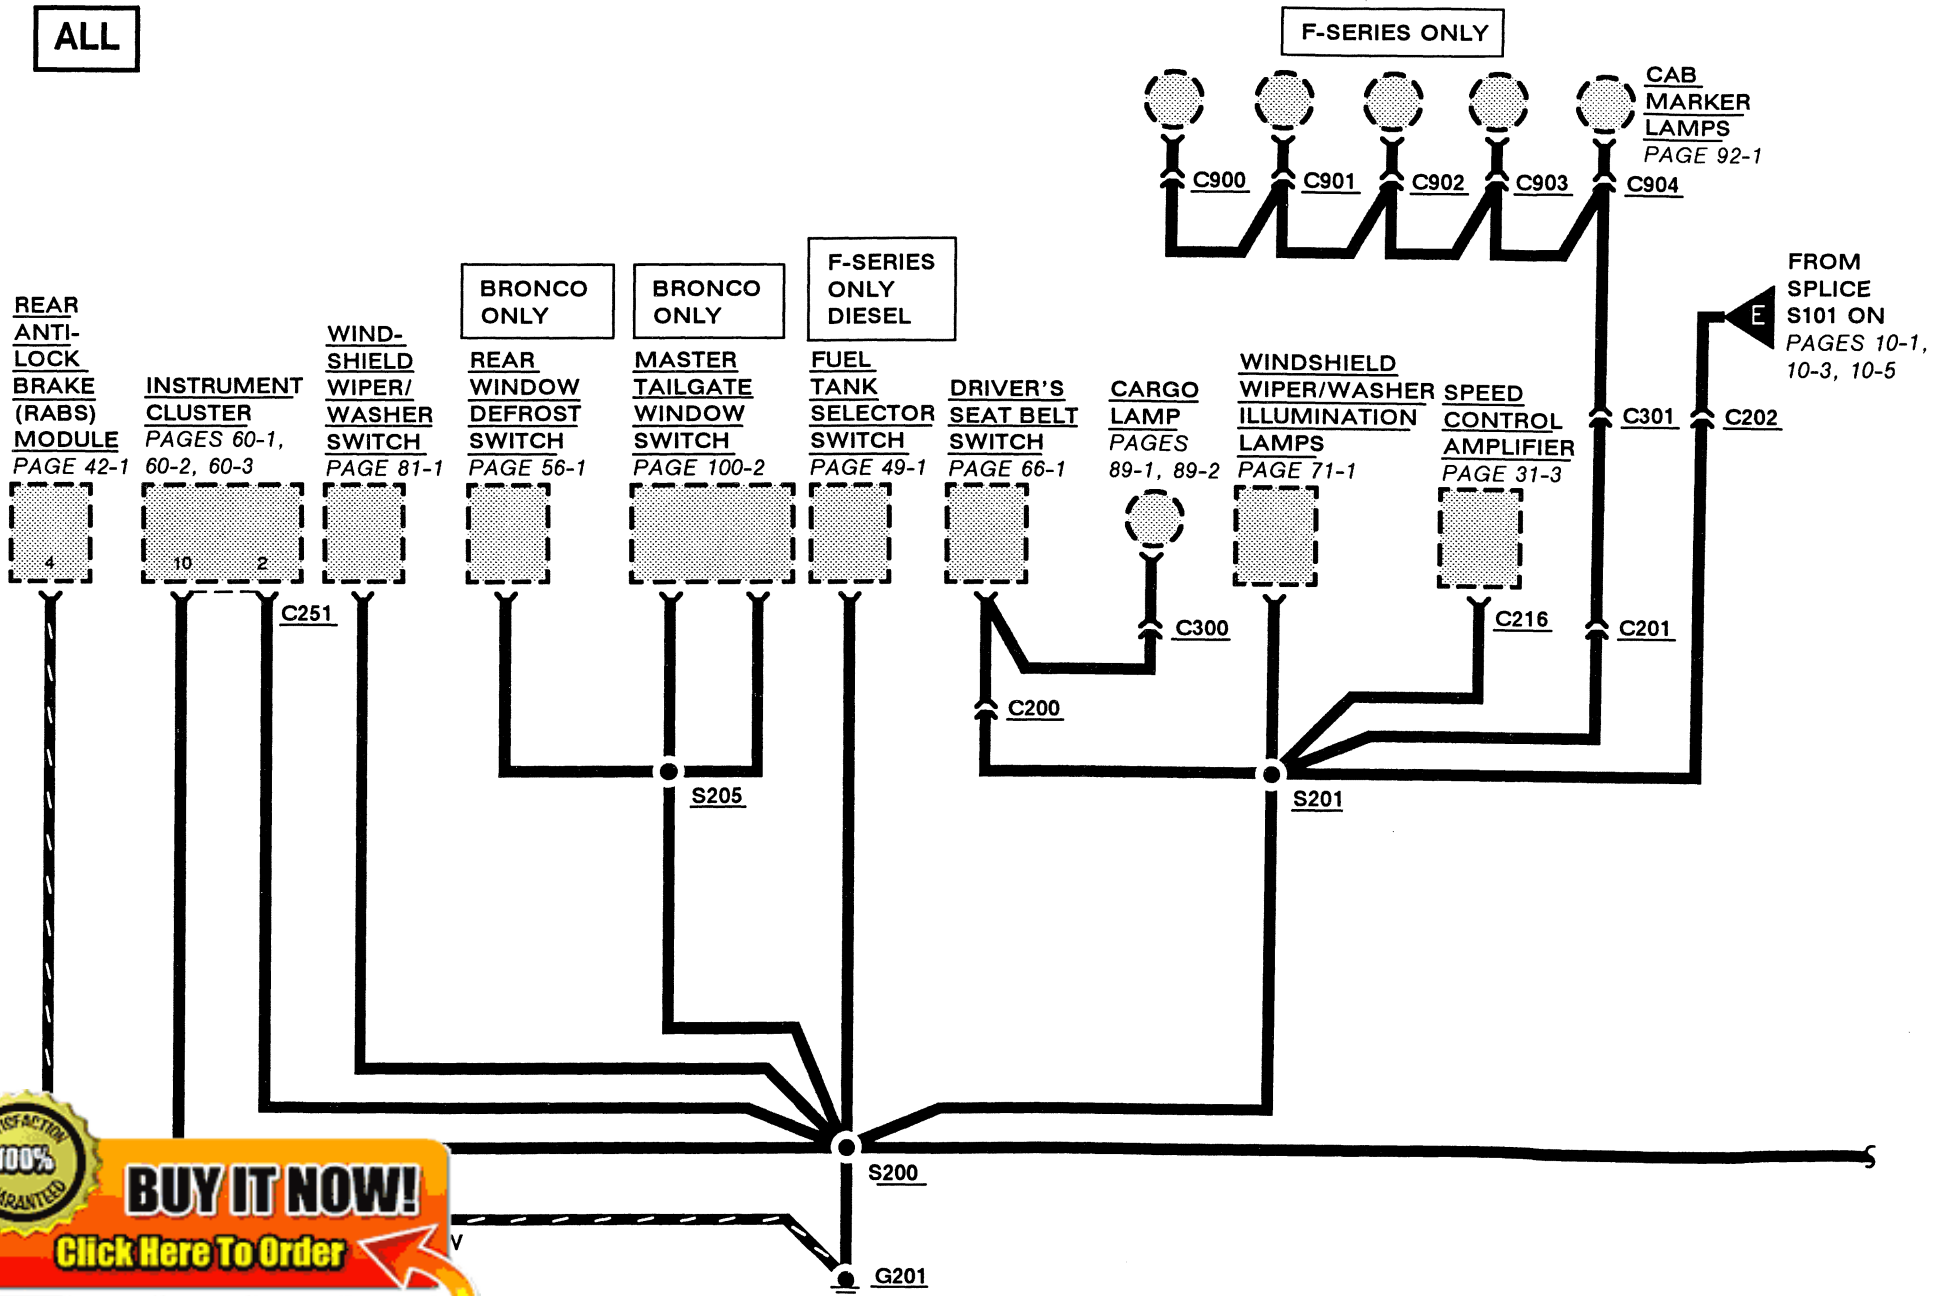 ALL
F-SERIES ONLY
CAB
MARKER
LAMPS
PAGE 92-1
C900
C901
C902
C903
C904
FROM
SPLICE
S101 ON
PAGES 10-1,
10-3, 10-5
E
REAR
ANTI-
LOCK
BRAKE
(RABS)
MODULE
PAGE 42-1
4
INSTRUMENT
CLUSTER
PAGES 60-1,
60-2, 60-3
10 2
C251
WIND-
SHIELD
WIPER/
WASHER
SWITCH
PAGE 81-1
BRONCO
ONLY
REAR
WINDOW
DEFROST
SWITCH
PAGE 56-1
BRONCO
ONLY
MASTER
TAILGATE
WINDOW
SWITCH
PAGE 100-2
F-SERIES
ONLY
DIESEL
FUEL
TANK
SELECTOR
SWITCH
PAGE 49-1
DRIVER'S
SEAT BELT
SWITCH
PAGE 66-1
CARGO
LAMP
PAGES
89-1, 89-2
WINDSHIELD
WIPER/WASHER
ILLUMINATION
LAMPS
PAGE 71-1
SPEED
CONTROL
AMPLIFIER
PAGE 31-3
C301
C202
C300
C216
C201
C200
S205
S201
S200
G201
100%
BUY IT NOW!
Click Here To Order
V